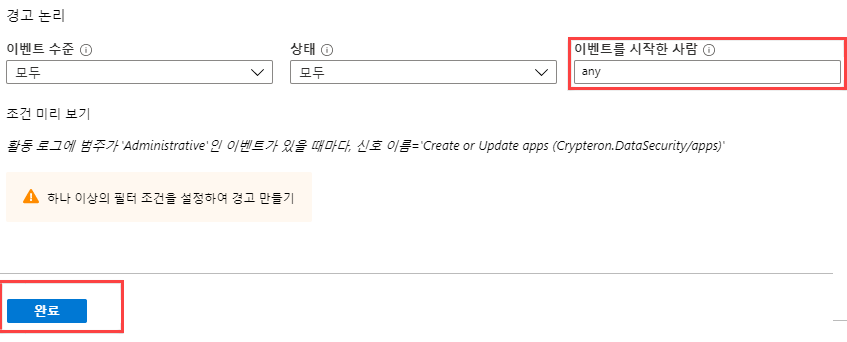 경고 논리
이벤트 수준
상태
이벤트를 시작한 사람
모두
모두
any
조건 미리 보기
활동 로그에 범주가 'Administrative'인 이벤트가 있을 때마다, 신호 이름='Create or Update apps (Crypteron.DataSecurity/apps)'
하나 이상의 필터 조건을 설정하여 경고 만들기
완료